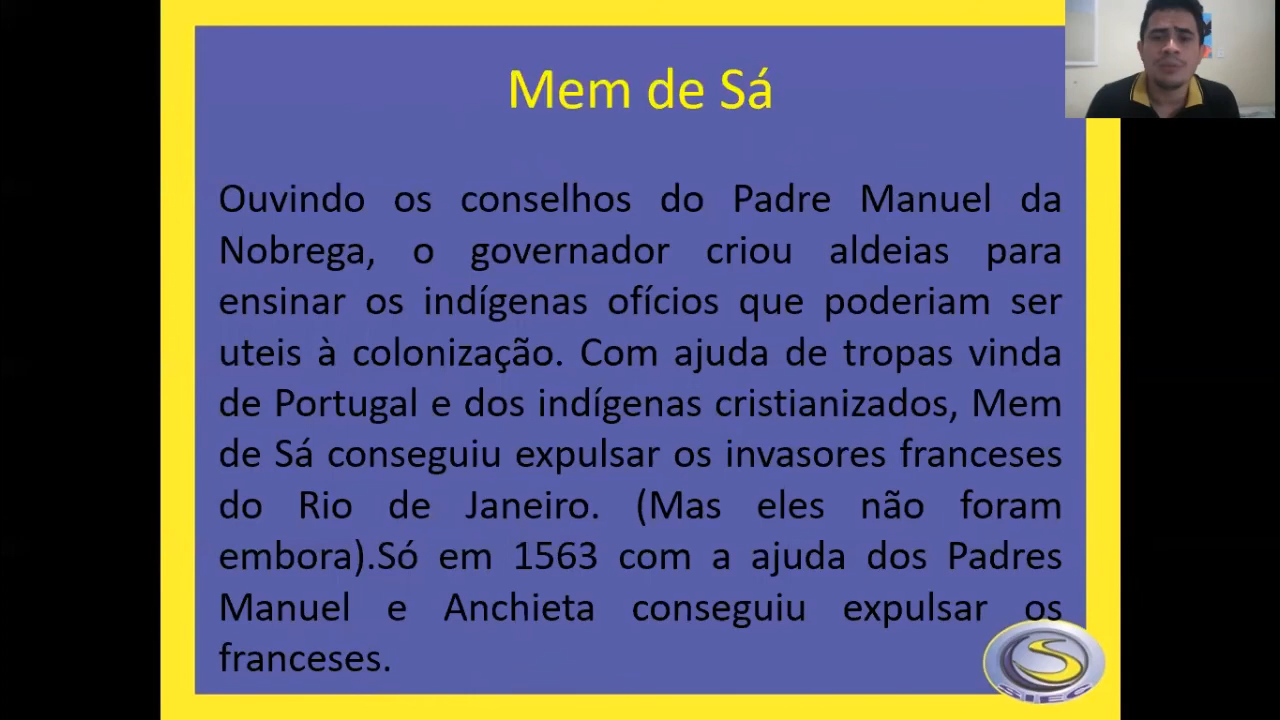 Mem de Sá
Ouvindo os conselhos do Padre Manuel da
Nobrega, o governador criou aldeias para
ensinar os indígenas ofícios que poderiam ser
uteis à colonização. Com ajuda de tropas vinda
de Portugal e dos indígenas cristianizados, Mem
de Sá conseguiu expulsar os invasores franceses
do Rio de Janeiro. (Mas eles não foram
embora).Só em 1563 com a ajuda dos Padres
Manuel e Anchieta conseguiu expulsar os
franceses.
SIEC